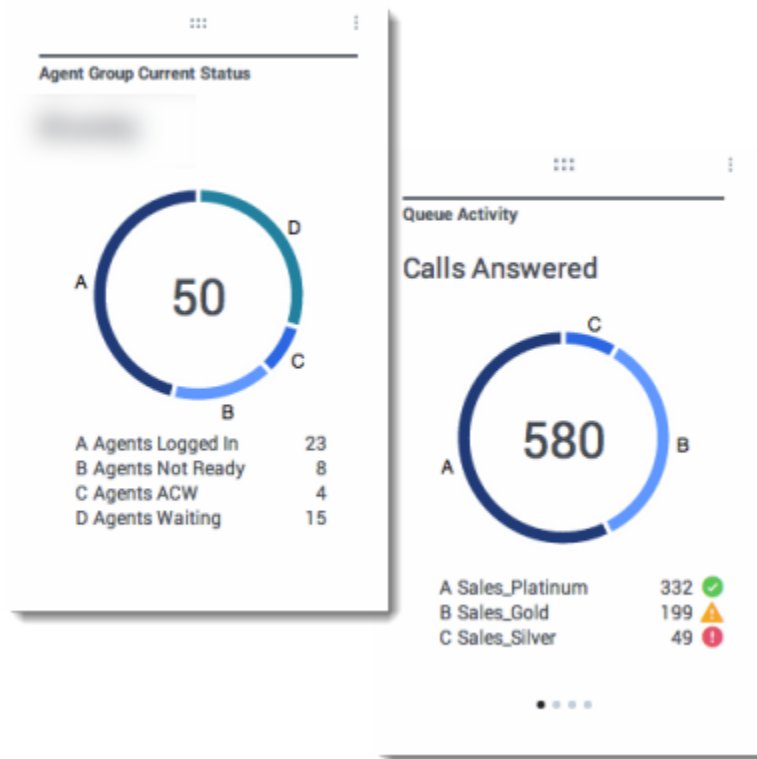 Agent Group Current Status
D
A
50
C
B
A Agents Logged In 23
B Agents Not Ready 8
C Agents ACW 4
D Agents Waiting 15
Queue Activity
Calls Answered
C
580
B
A
A Sales_Platinum 332
B Sales_Gold 199
C Sales_Silver 49